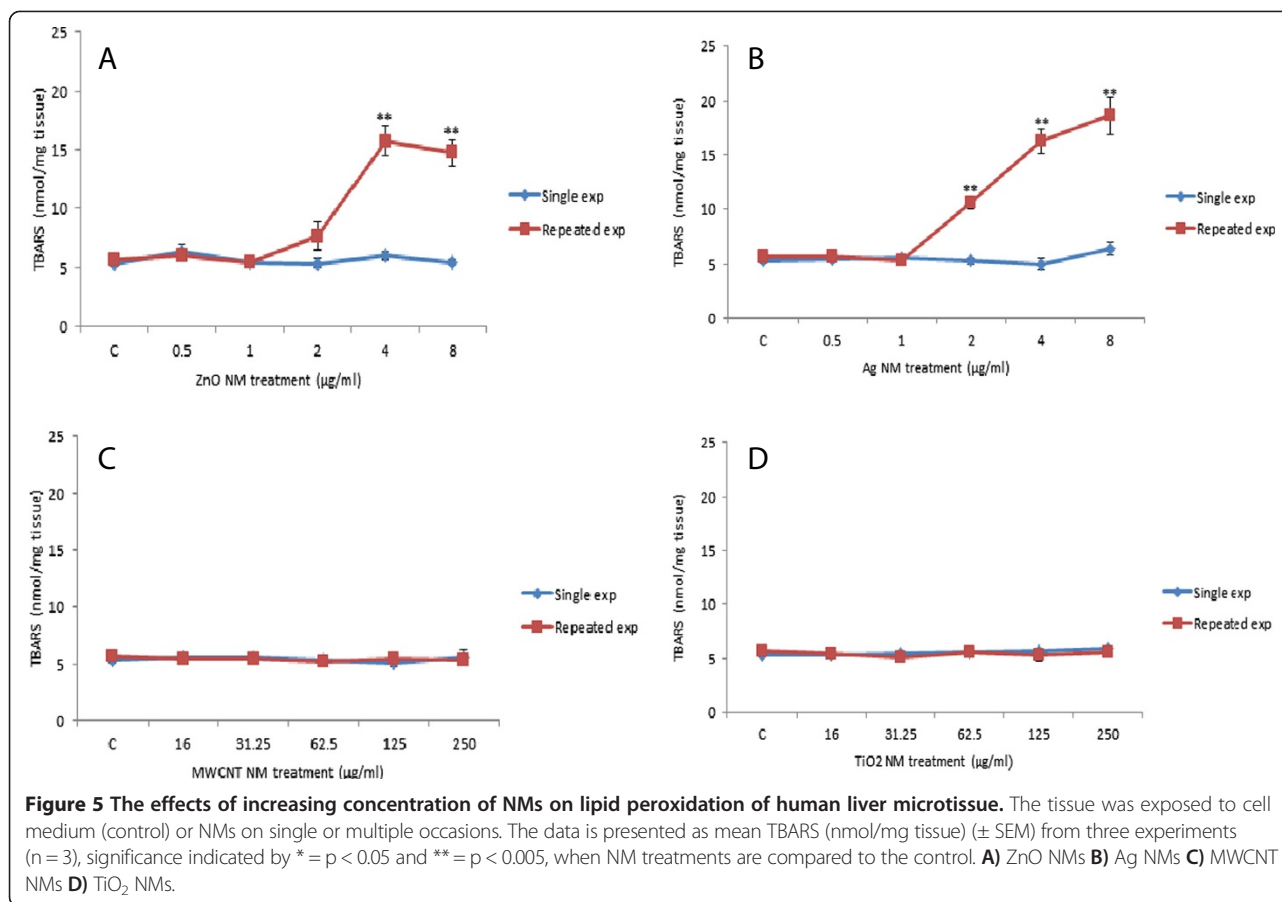 A
25
20
15
10
5
0
TBARS (nmol/mg tissue)
**
**
Single exp
Repeated exp
C 0.5 1 2 4 8
ZnO NM treatment (µg/ml)
B
25
20
15
10
5
0
TBARS (nmol/mg tissue)
**
**
**
Single exp
Repeated exp
C 0.5 1 2 4 8
Ag NM treatment (µg/ml)
C
25
20
15
10
5
0
TBARS (nmol/mg tissue)
Single exp
Repeated exp
C 16 31.25 62.5 125 250
MWCNT NM treatment (µg/ml)
D
25
20
15
10
5
0
TBARS (nmol/mg tissue)
Single exp
Repeated exp
C 16 31.25 62.5 125 250
TiO2 NM treatment (µg/ml)
Figure 5 The effects of increasing concentration of NMs on lipid peroxidation of human liver microtissue. The tissue was exposed to cell
medium (control) or NMs on single or multiple occasions. The data is presented as mean TBARS (nmol/mg tissue) (± SEM) from three experiments
(n = 3), significance indicated by * = p < 0.05 and ** = p < 0.005, when NM treatments are compared to the control. A) ZnO NMs B) Ag NMs C) MWCNT
NMs D) TiO₂ NMs.